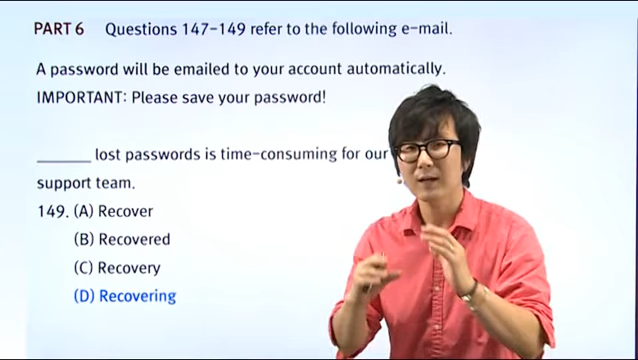 PART 6 Questions 147-149 refer to the following e-mail.
A password will be emailed to your account automatically.
IMPORTANT: Please save your password!
______ lost passwords is time-consuming for our
support team.
149. (A) Recover
(B) Recovered
(C) Recovery
(D) Recovering